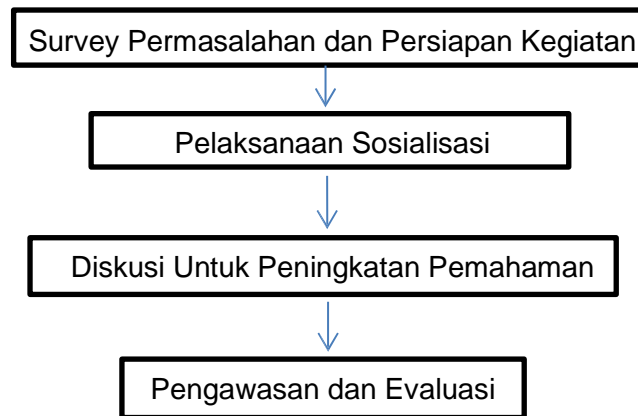 Survey Permasalahan dan Persiapan Kegiatan
Pelaksanaan Sosialisasi
Diskusi Untuk Peningkatan Pemahaman
Pengawasan dan Evaluasi